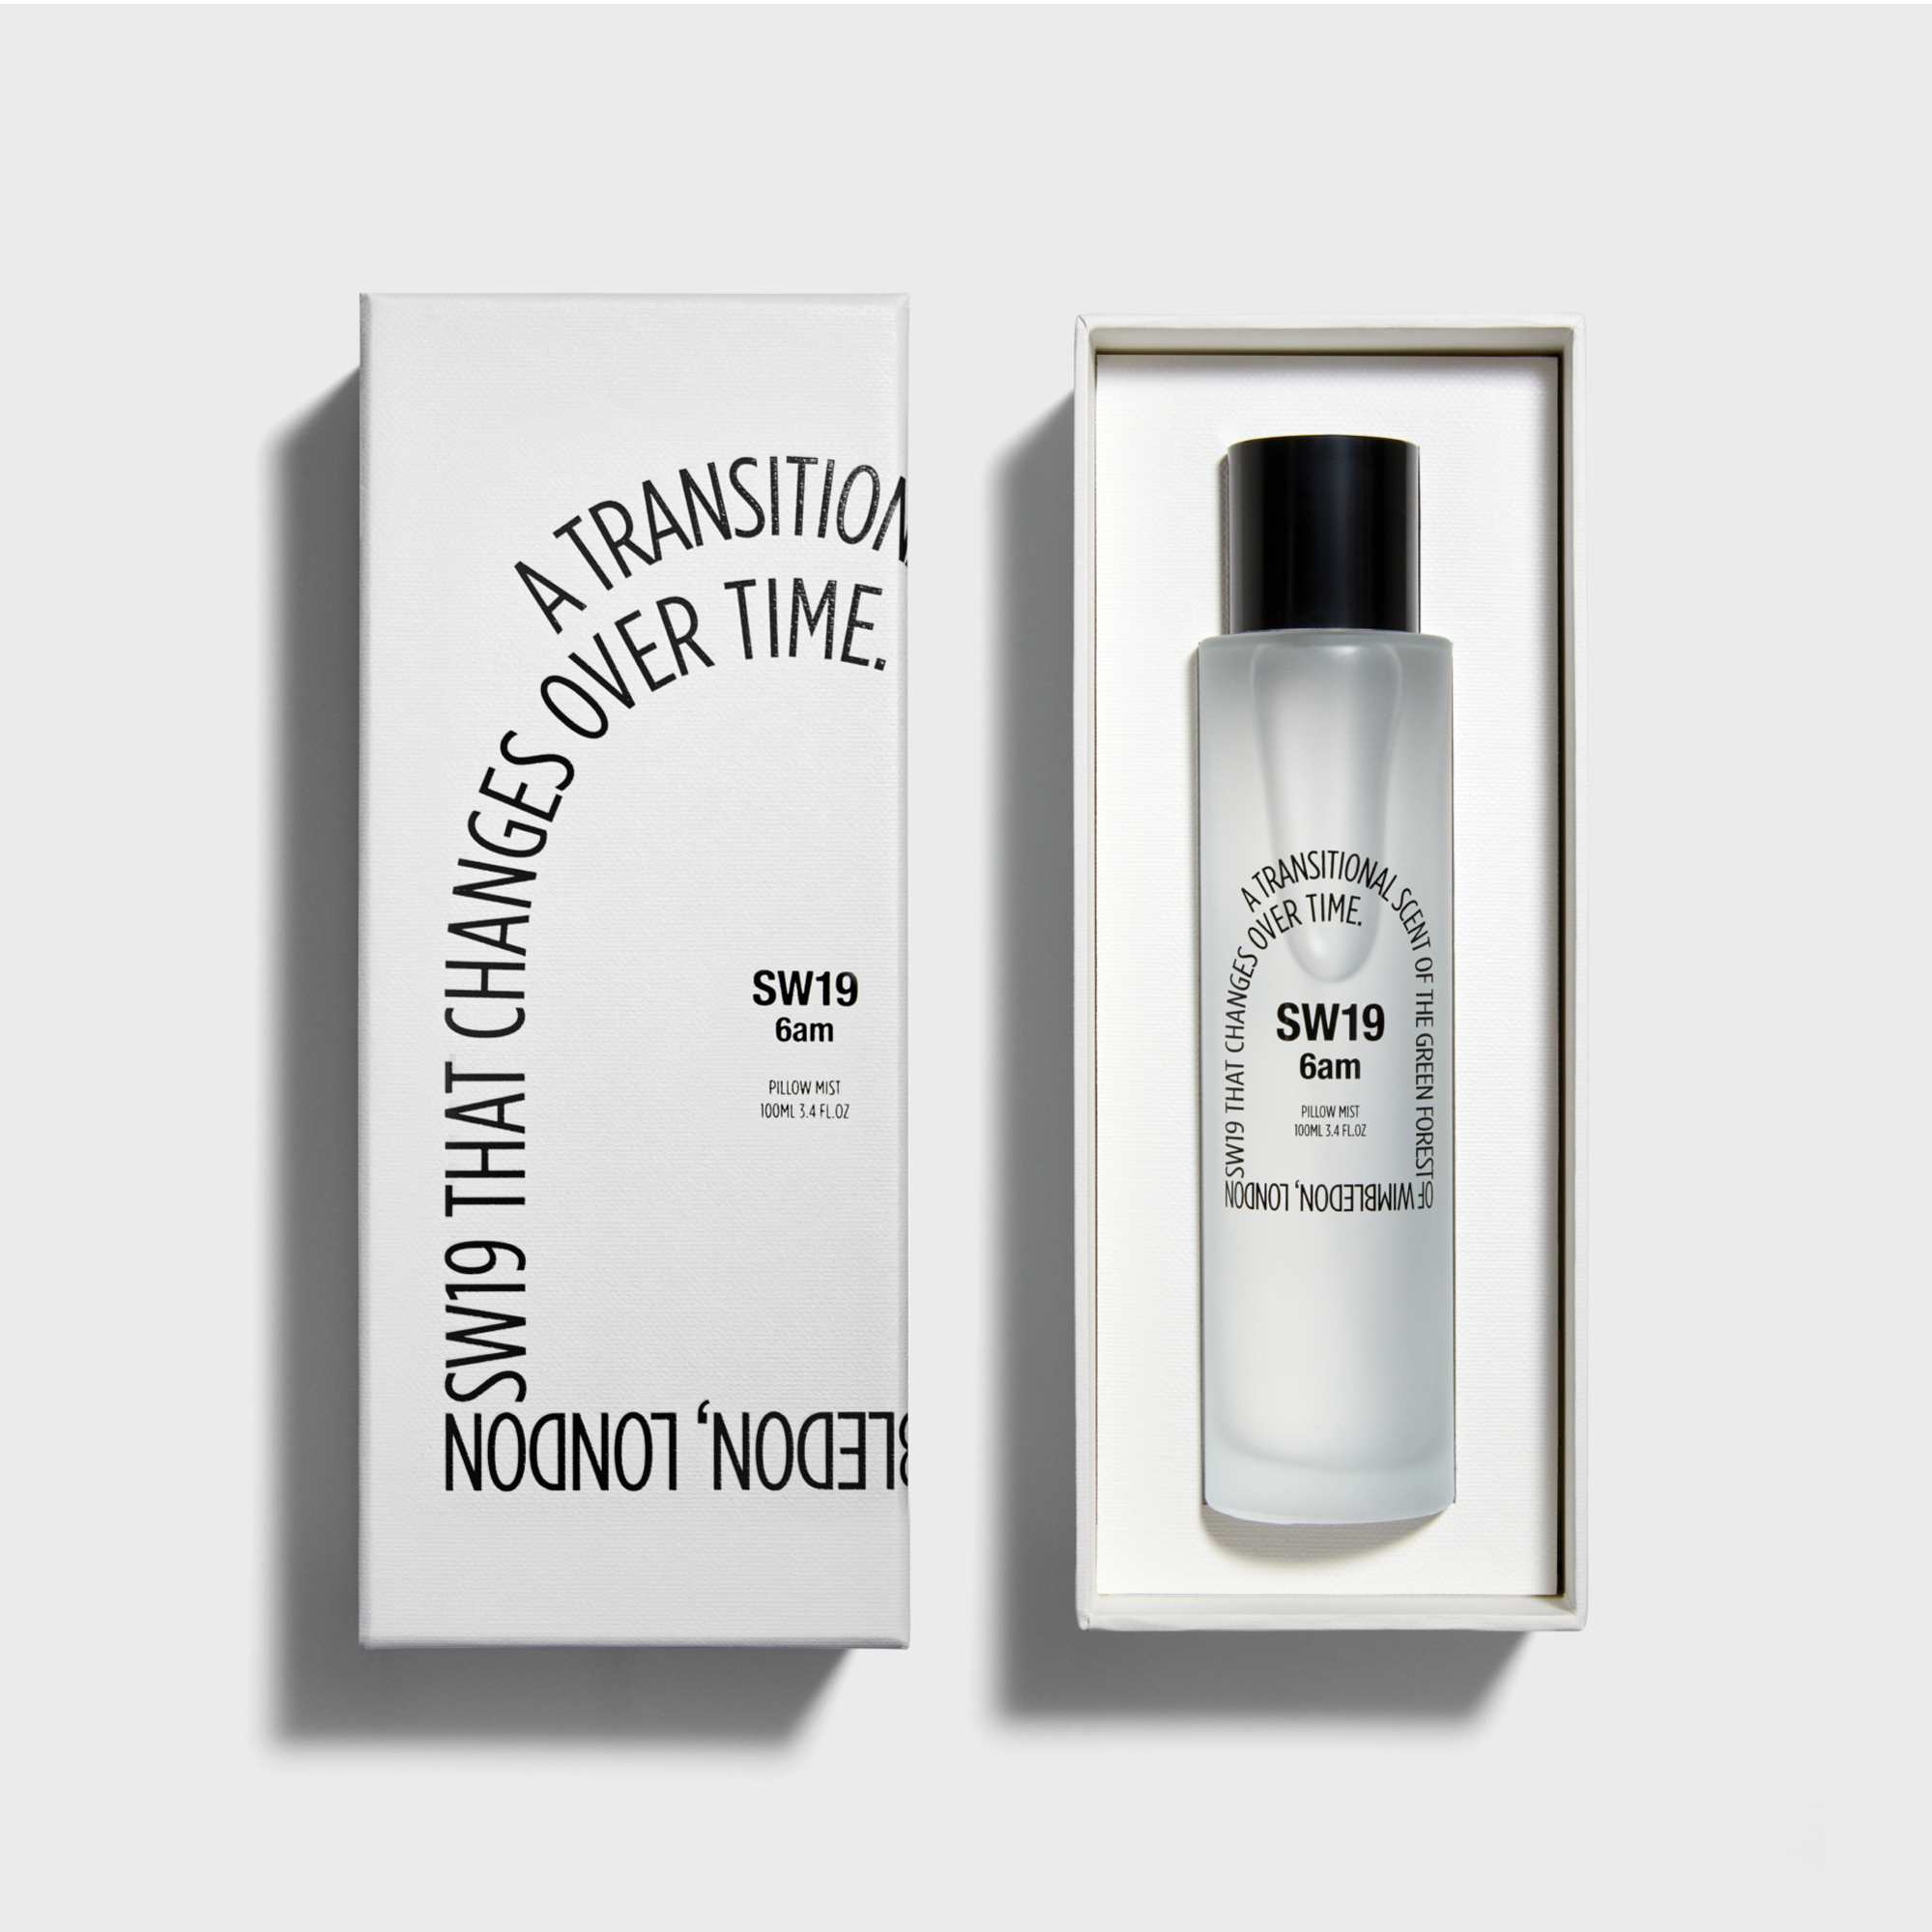 A TRANSITION
BLEDON, LONDON
SW19 THAT CHANGES OVER TIME.
SW19
6am
PILLOW MIST
100ML 3.4 FL.OZ
A TRANSITIONAL SCENT OF THE GREEN FOREST
OF WIMBLEDON, LONDON
SW19 THAT CHANGES OVER TIME.
SW19
6am
PILLOW MIST
100ML 3.4 FL.OZ